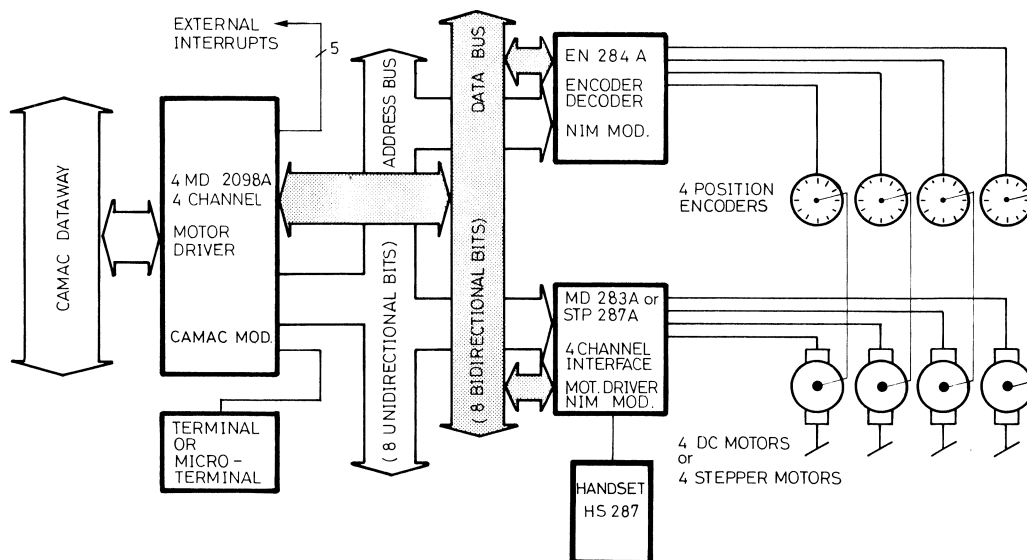 EXTERNAL
INTERRUPTS
5
CAMAC DATAWAY
4 MD 2098A
4 CHANNEL
MOTOR
DRIVER
CAMAC MOD.
TERMINAL
OR
MICRO-
TERMINAL
ADDRESS BUS
( 8 UNIDIRECTIONAL BITS)
DATA BUS
( 8 BIDIRECTIONAL BITS)
EN 284 A
ENCODER
DECODER
NIM MOD.
4 POSITION
ENCODERS
MD 283A or
STP 287A
4 CHANNEL
INTERFACE
MOT. DRIVER
NIM MOD.
HANDSET
HS 287
4 DC MOTORS
or
4 STEPPER MOTORS